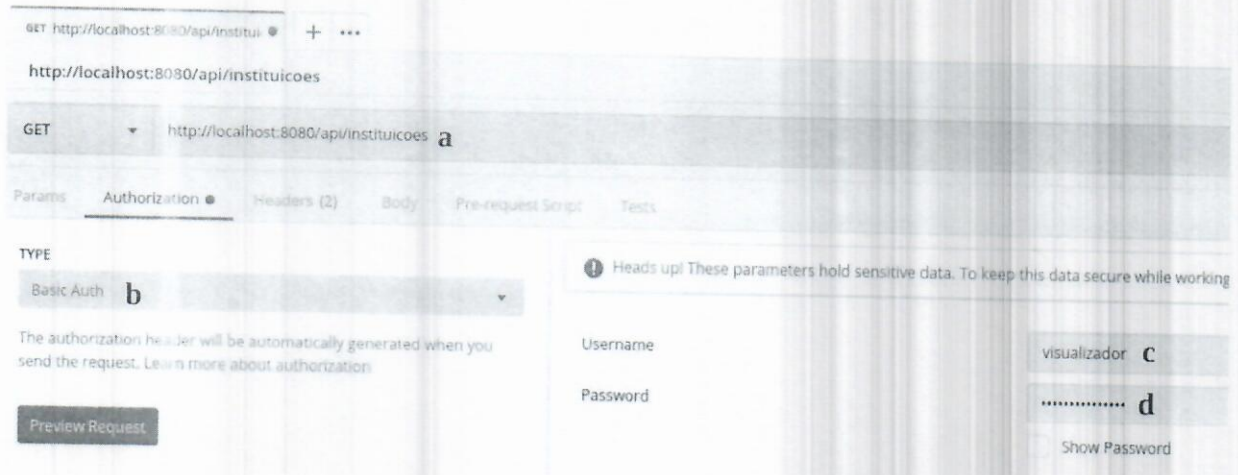 GET http://localhost:8080/api/institui ● + •••
http://localhost:8080/api/instituicoes
GET http://localhost:8080/api/instituicoes a
Params Authorization ● Headers (2) Body Pre-request Script Tests
TYPE
Basic Auth b
The authorization header will be automatically generated when you
send the request. Learn more about authorization
Preview Request
Heads up! These parameters hold sensitive data. To keep this data secure while working
Username visualizador c
Password ••••••••••••••• d
Show Password